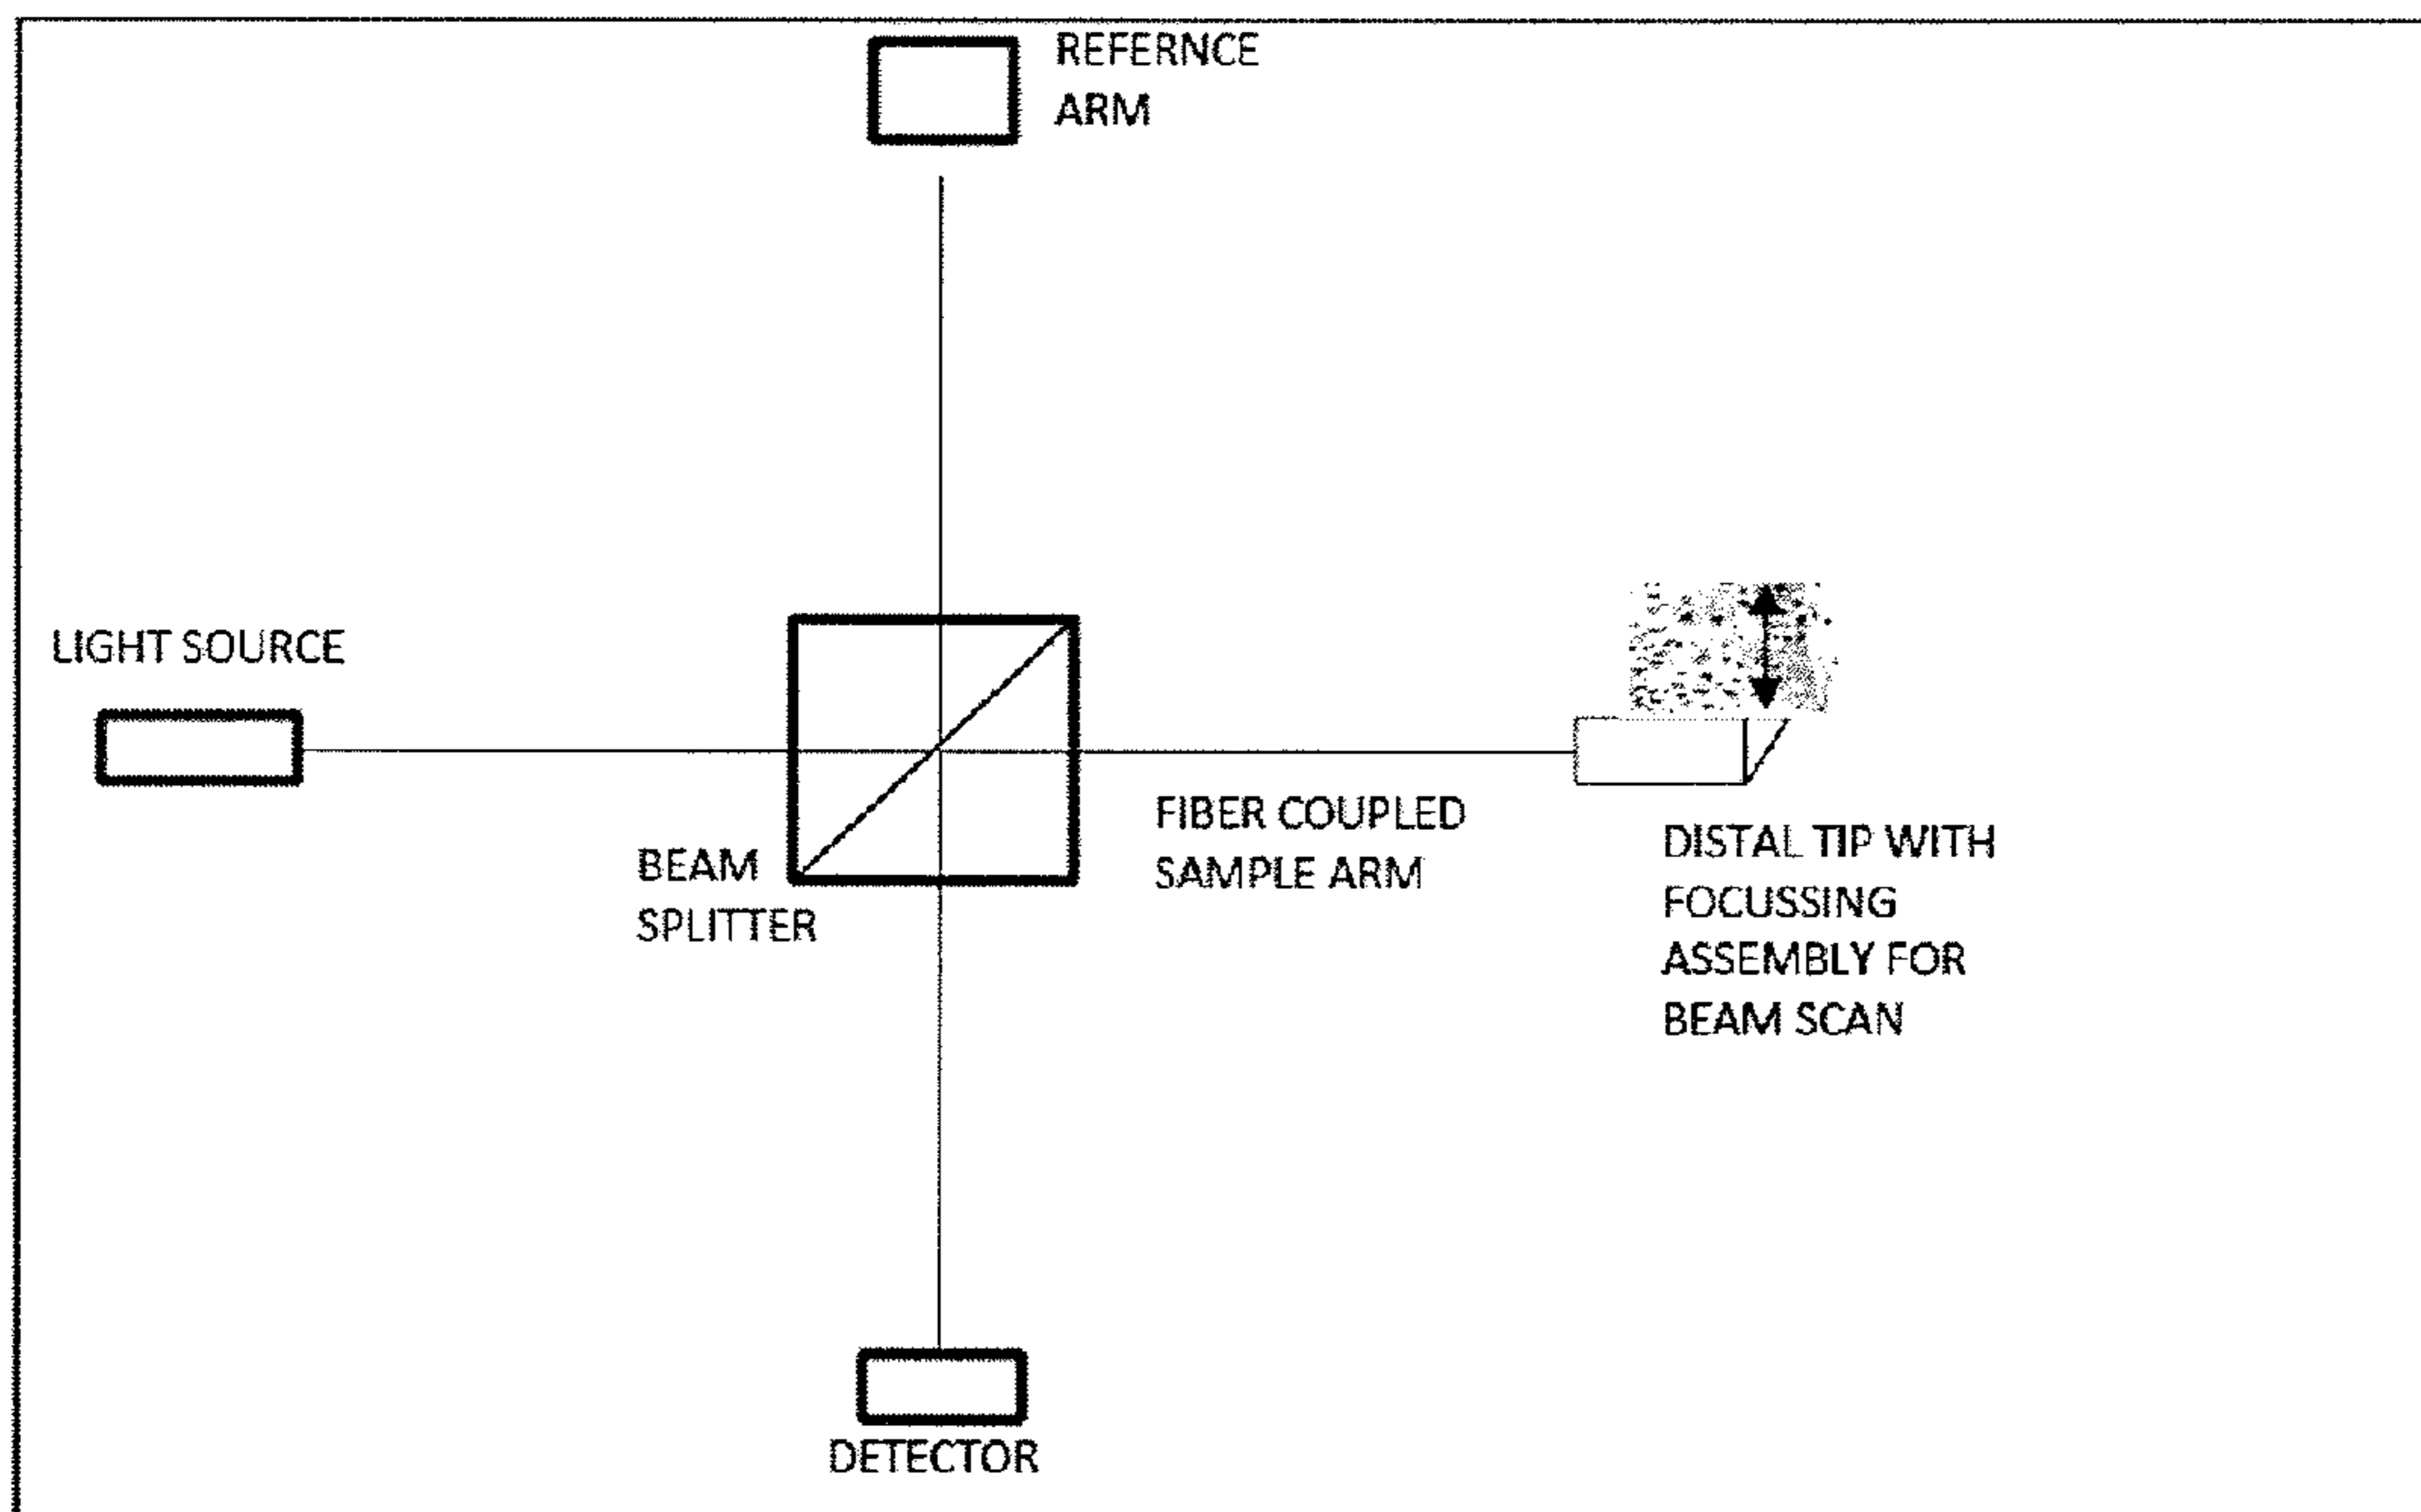 REFERNCE
ARM
LIGHT SOURCE
BEAM
SPLITTER
FIBER COUPLED
SAMPLE ARM
DISTAL TIP WITH
FOCUSSING
ASSEMBLY FOR
BEAM SCAN
DETECTOR